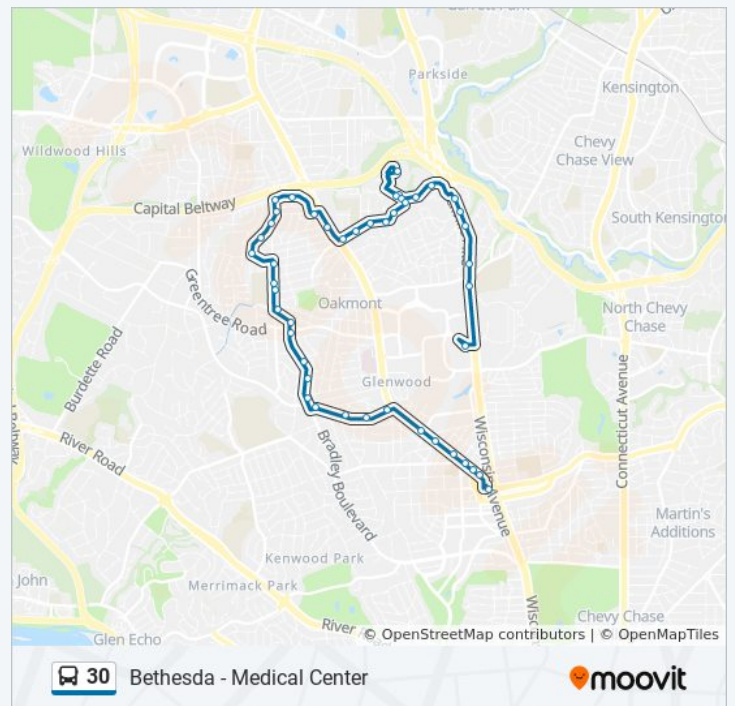 Parkside
Kensington
Wildwood Hills
Chevy
Chase View
Capital Beltway
South Kensington
Greentree Road
Oakmont
North Chevy
Chase
Burdette Road
Glenwood
Connecticut Avenue
River Road
Wisconsin Avenue
Bradley Boulevard
Martin's
Additions
Kenwood Park
John
Merrimack Park
Chevy Chase
River
Wisc
Glen Echo
© OpenStreetMap contributors | © OpenMapTiles
30 Bethesda - Medical Center
moovit